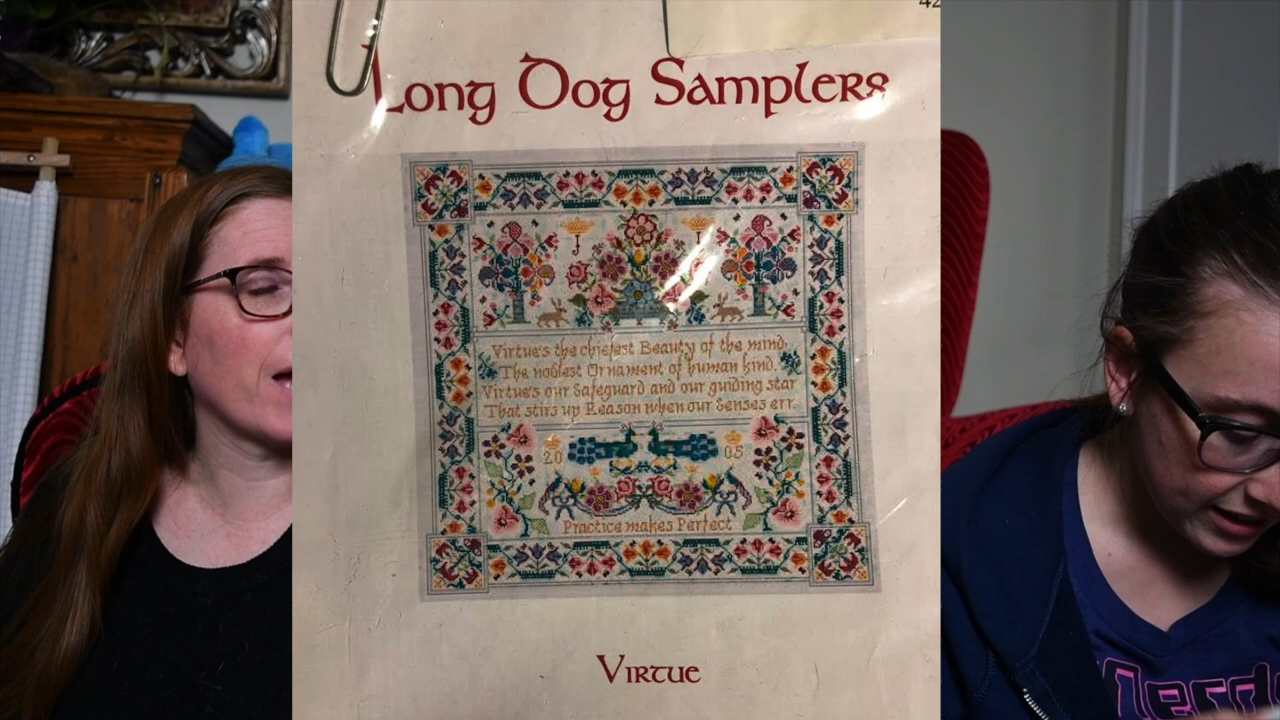 42
Long Dog Samplers
Virtue's the chiefest Beauty of the mind,
The noblest Ornament of human kind.
Virtue's our Safeguard and our guiding star
That stirs up Reason when our Senses err.
20 05
Practice makes Perfect
Virtue